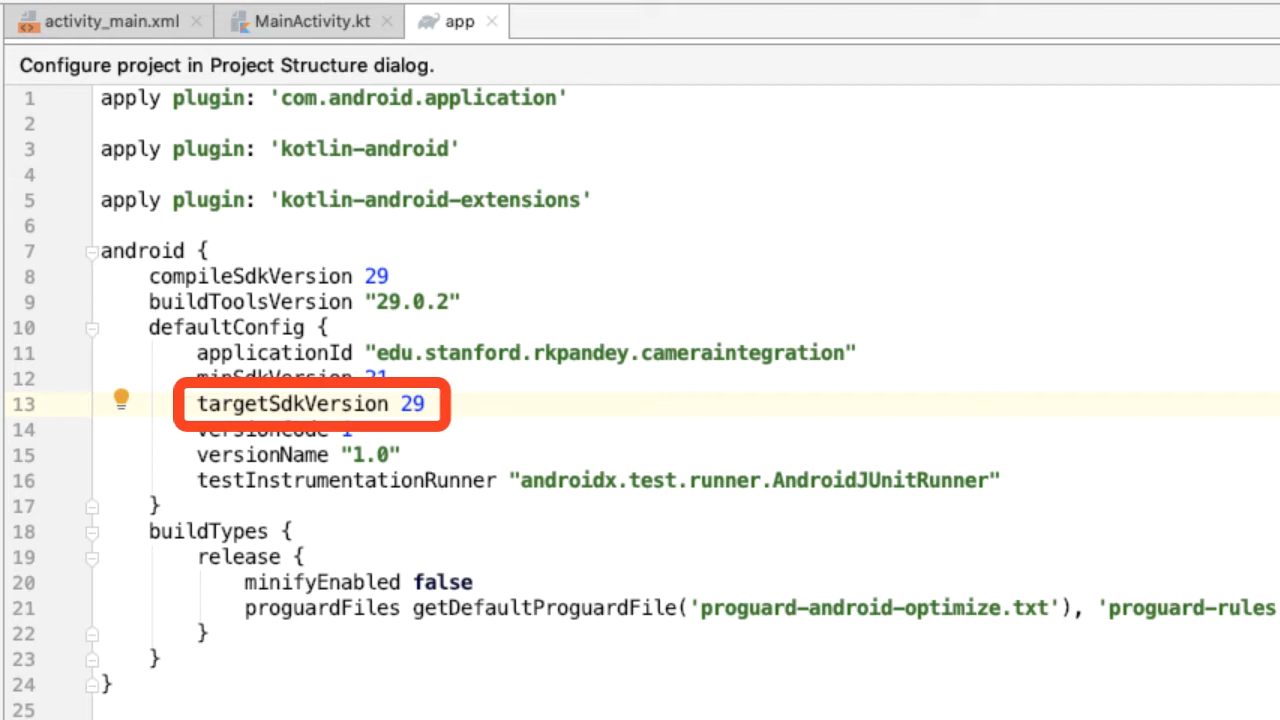 activity_main.xml
MainActivity.kt
app
Configure project in Project Structure dialog.
1 apply plugin: 'com.android.application'
2
3 apply plugin: 'kotlin-android'
4
5 apply plugin: 'kotlin-android-extensions'
6
7 android {
8 compileSdkVersion 29
9 buildToolsVersion "29.0.2"
10 defaultConfig {
11 applicationId "edu.stanford.rkpandey.cameraintegration"
12 minSdkVersion 21
13 targetSdkVersion 29
14 versionCode 1
15 versionName "1.0"
16 testInstrumentationRunner "androidx.test.runner.AndroidJUnitRunner"
17 }
18 buildTypes {
19 release {
20 minifyEnabled false
21 proguardFiles getDefaultProguardFile('proguard-android-optimize.txt'), 'proguard-rules
22 }
23 }
24 }
25